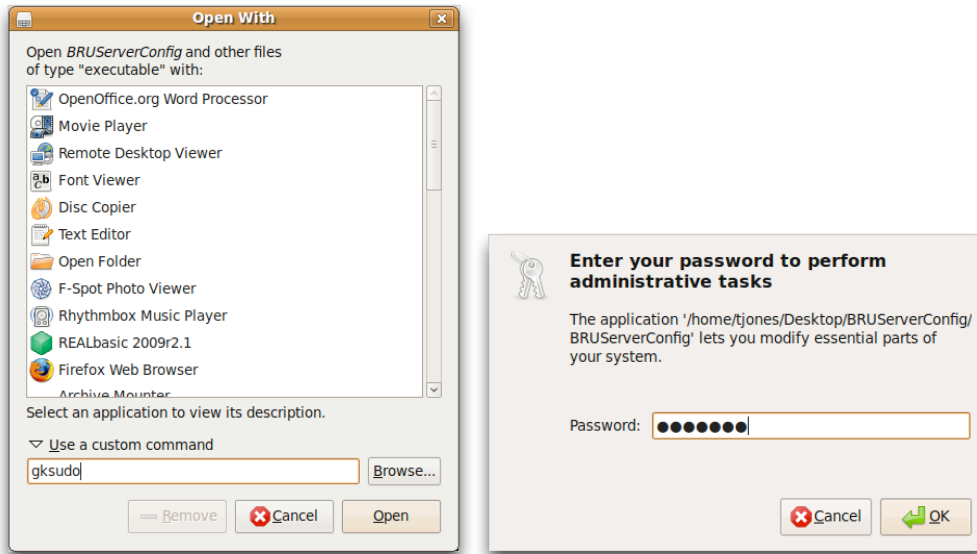 Open With
Open BRUServerConfig and other files
of type "executable" with:
OpenOffice.org Word Processor
Movie Player
Remote Desktop Viewer
Font Viewer
Disc Copier
Text Editor
Open Folder
F-Spot Photo Viewer
Rhythmbox Music Player
REALbasic 2009r2.1
Firefox Web Browser
Archive Mounter
Select an application to view its description.
Use a custom command
gksudo
Browse...
Remove
Cancel
Open
Enter your password to perform
administrative tasks
The application '/home/tjones/Desktop/BRUServerConfig/
BRUServerConfig' lets you modify essential parts of
your system.
Password: ●●●●●●●
Cancel
OK